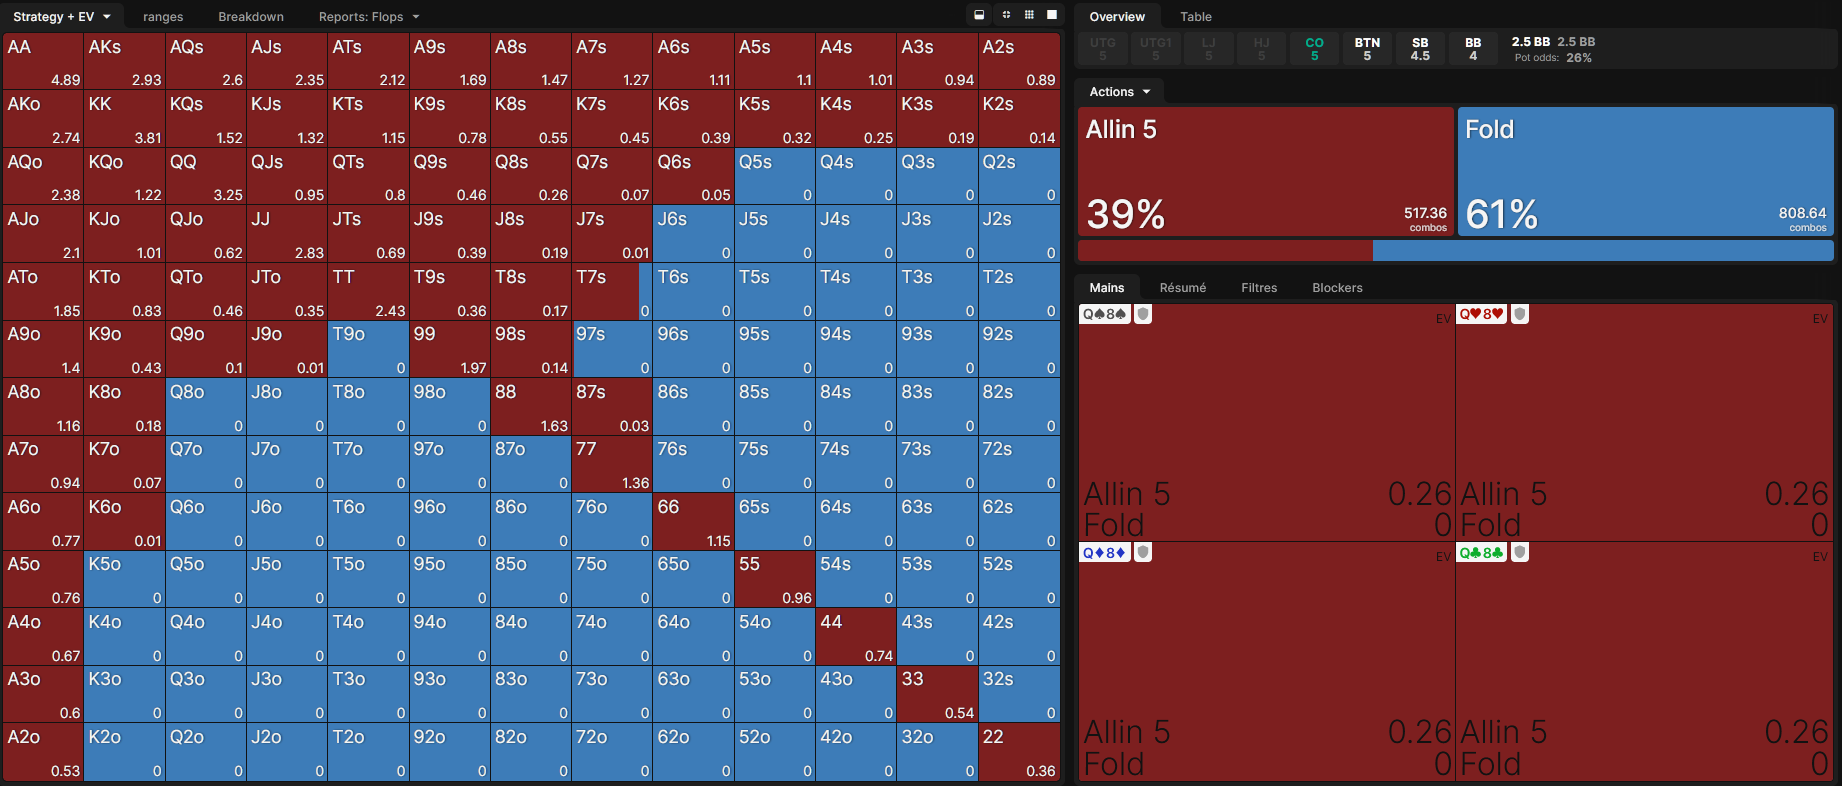 Strategy + EV ranges Breakdown Reports: Flops
AA AKs AQs AJs ATs A9s A8s A7s A6s A5s A4s A3s A2s
4.89 2.93 2.6 2.35 2.12 1.69 1.47 1.27 1.11 1.1 1.01 0.94 0.89
AKo KK KQs KJs KTs K9s K8s K7s K6s K5s K4s K3s K2s
2.74 3.81 1.52 1.32 1.15 0.78 0.55 0.45 0.39 0.32 0.25 0.19 0.14
AQo KQo QQ QJs QTs Q9s Q8s Q7s Q6s Q5s Q4s Q3s Q2s
2.38 1.22 3.25 0.95 0.8 0.46 0.26 0.07 0.05 0 0 0 0
AJo KJo QJo JJ JTs J9s J8s J7s J6s J5s J4s J3s J2s
2.1 1.01 0.62 2.83 0.69 0.39 0.19 0.01 0 0 0 0 0
ATo KTo QTo JTo TT T9s T8s T7s T6s T5s T4s T3s T2s
1.85 0.83 0.46 0.35 2.43 0.36 0.17 0 0 0 0 0 0
A9o K9o Q9o J9o T9o 99 98s 97s 96s 95s 94s 93s 92s
1.4 0.43 0.1 0.01 0 1.97 0.14 0 0 0 0 0 0
A8o K8o Q8o J8o T8o 98o 88 87s 86s 85s 84s 83s 82s
1.16 0.18 0 0 0 0 1.63 0.03 0 0 0 0 0
A7o K7o Q7o J7o T7o 97o 87o 77 76s 75s 74s 73s 72s
0.94 0.07 0 0 0 0 0 1.36 0 0 0 0 0
A6o K6o Q6o J6o T6o 96o 86o 76o 66 65s 64s 63s 62s
0.77 0.01 0 0 0 0 0 0 1.15 0 0 0 0
A5o K5o Q5o J5o T5o 95o 85o 75o 65o 55 54s 53s 52s
0.76 0 0 0 0 0 0 0 0 0.96 0 0 0
A4o K4o Q4o J4o T4o 94o 84o 74o 64o 54o 44 43s 42s
0.67 0 0 0 0 0 0 0 0 0 0.74 0 0
A3o K3o Q3o J3o T3o 93o 83o 73o 63o 53o 43o 33 32s
0.6 0 0 0 0 0 0 0 0 0 0 0.54 0
A2o K2o Q2o J2o T2o 92o 82o 72o 62o 52o 42o 32o 22
0.53 0 0 0 0 0 0 0 0 0 0 0 0.36
Overview Table
UTG UTG1 LJ HJ CO BTN SB BB 2.5 BB 2.5 BB
5 5 5 5 5 5 4.5 4 Pot odds: 26%
Actions
Allin 5 Fold
39% 517.36 combos 61% 808.64 combos
Mains Résumé Filtres Blockers
Q♠8♠ EV Q♥8♥ EV
Allin 5 0.26 Allin 5 0.26
Fold 0 Fold 0
Q♦8♦ EV Q♣8♣ EV
Allin 5 0.26 Allin 5 0.26
Fold 0 Fold 0